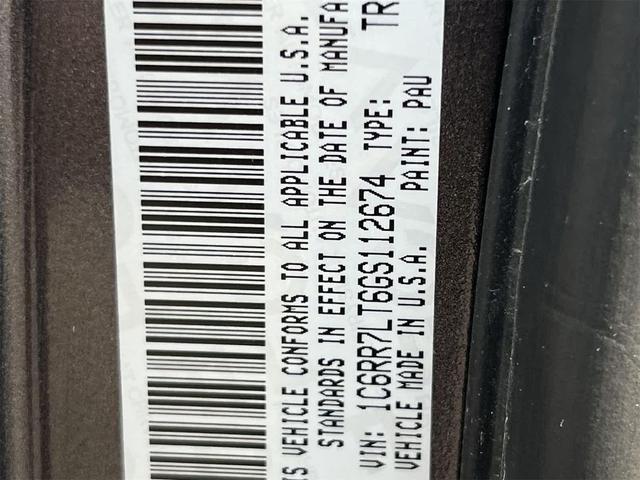 IS VEHICLE CONFORMS TO ALL APPLICABLE U.S.A.
STANDARDS IN EFFECT ON THE DATE OF MANUFA
VIN: 1C6RR7LT6GS112674 TYPE: TR
VEHICLE MADE IN U.S.A. PAINT: PAU